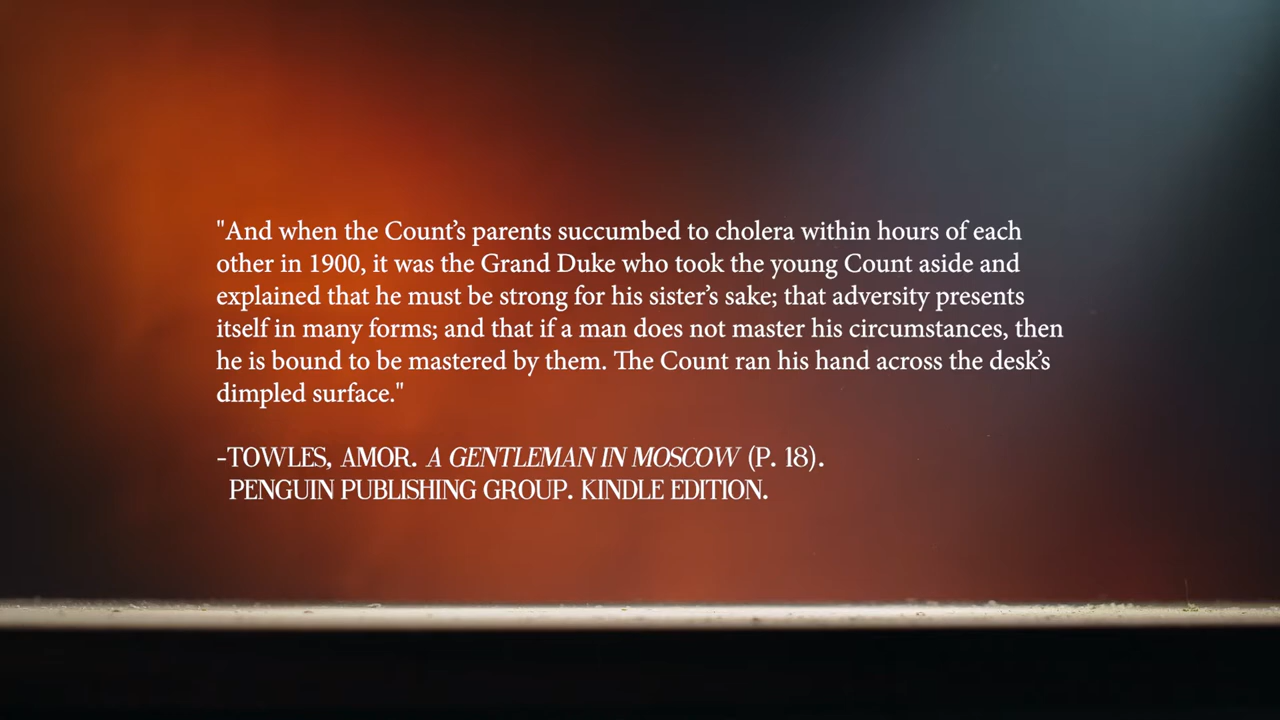 "And when the Count’s parents succumbed to cholera within hours of each
other in 1900, it was the Grand Duke who took the young Count aside and
explained that he must be strong for his sister’s sake; that adversity presents
itself in many forms; and that if a man does not master his circumstances, then
he is bound to be mastered by them. The Count ran his hand across the desk’s
dimpled surface."
-TOWLES, AMOR. A GENTLEMAN IN MOSCOW (P. 18).
PENGUIN PUBLISHING GROUP. KINDLE EDITION.